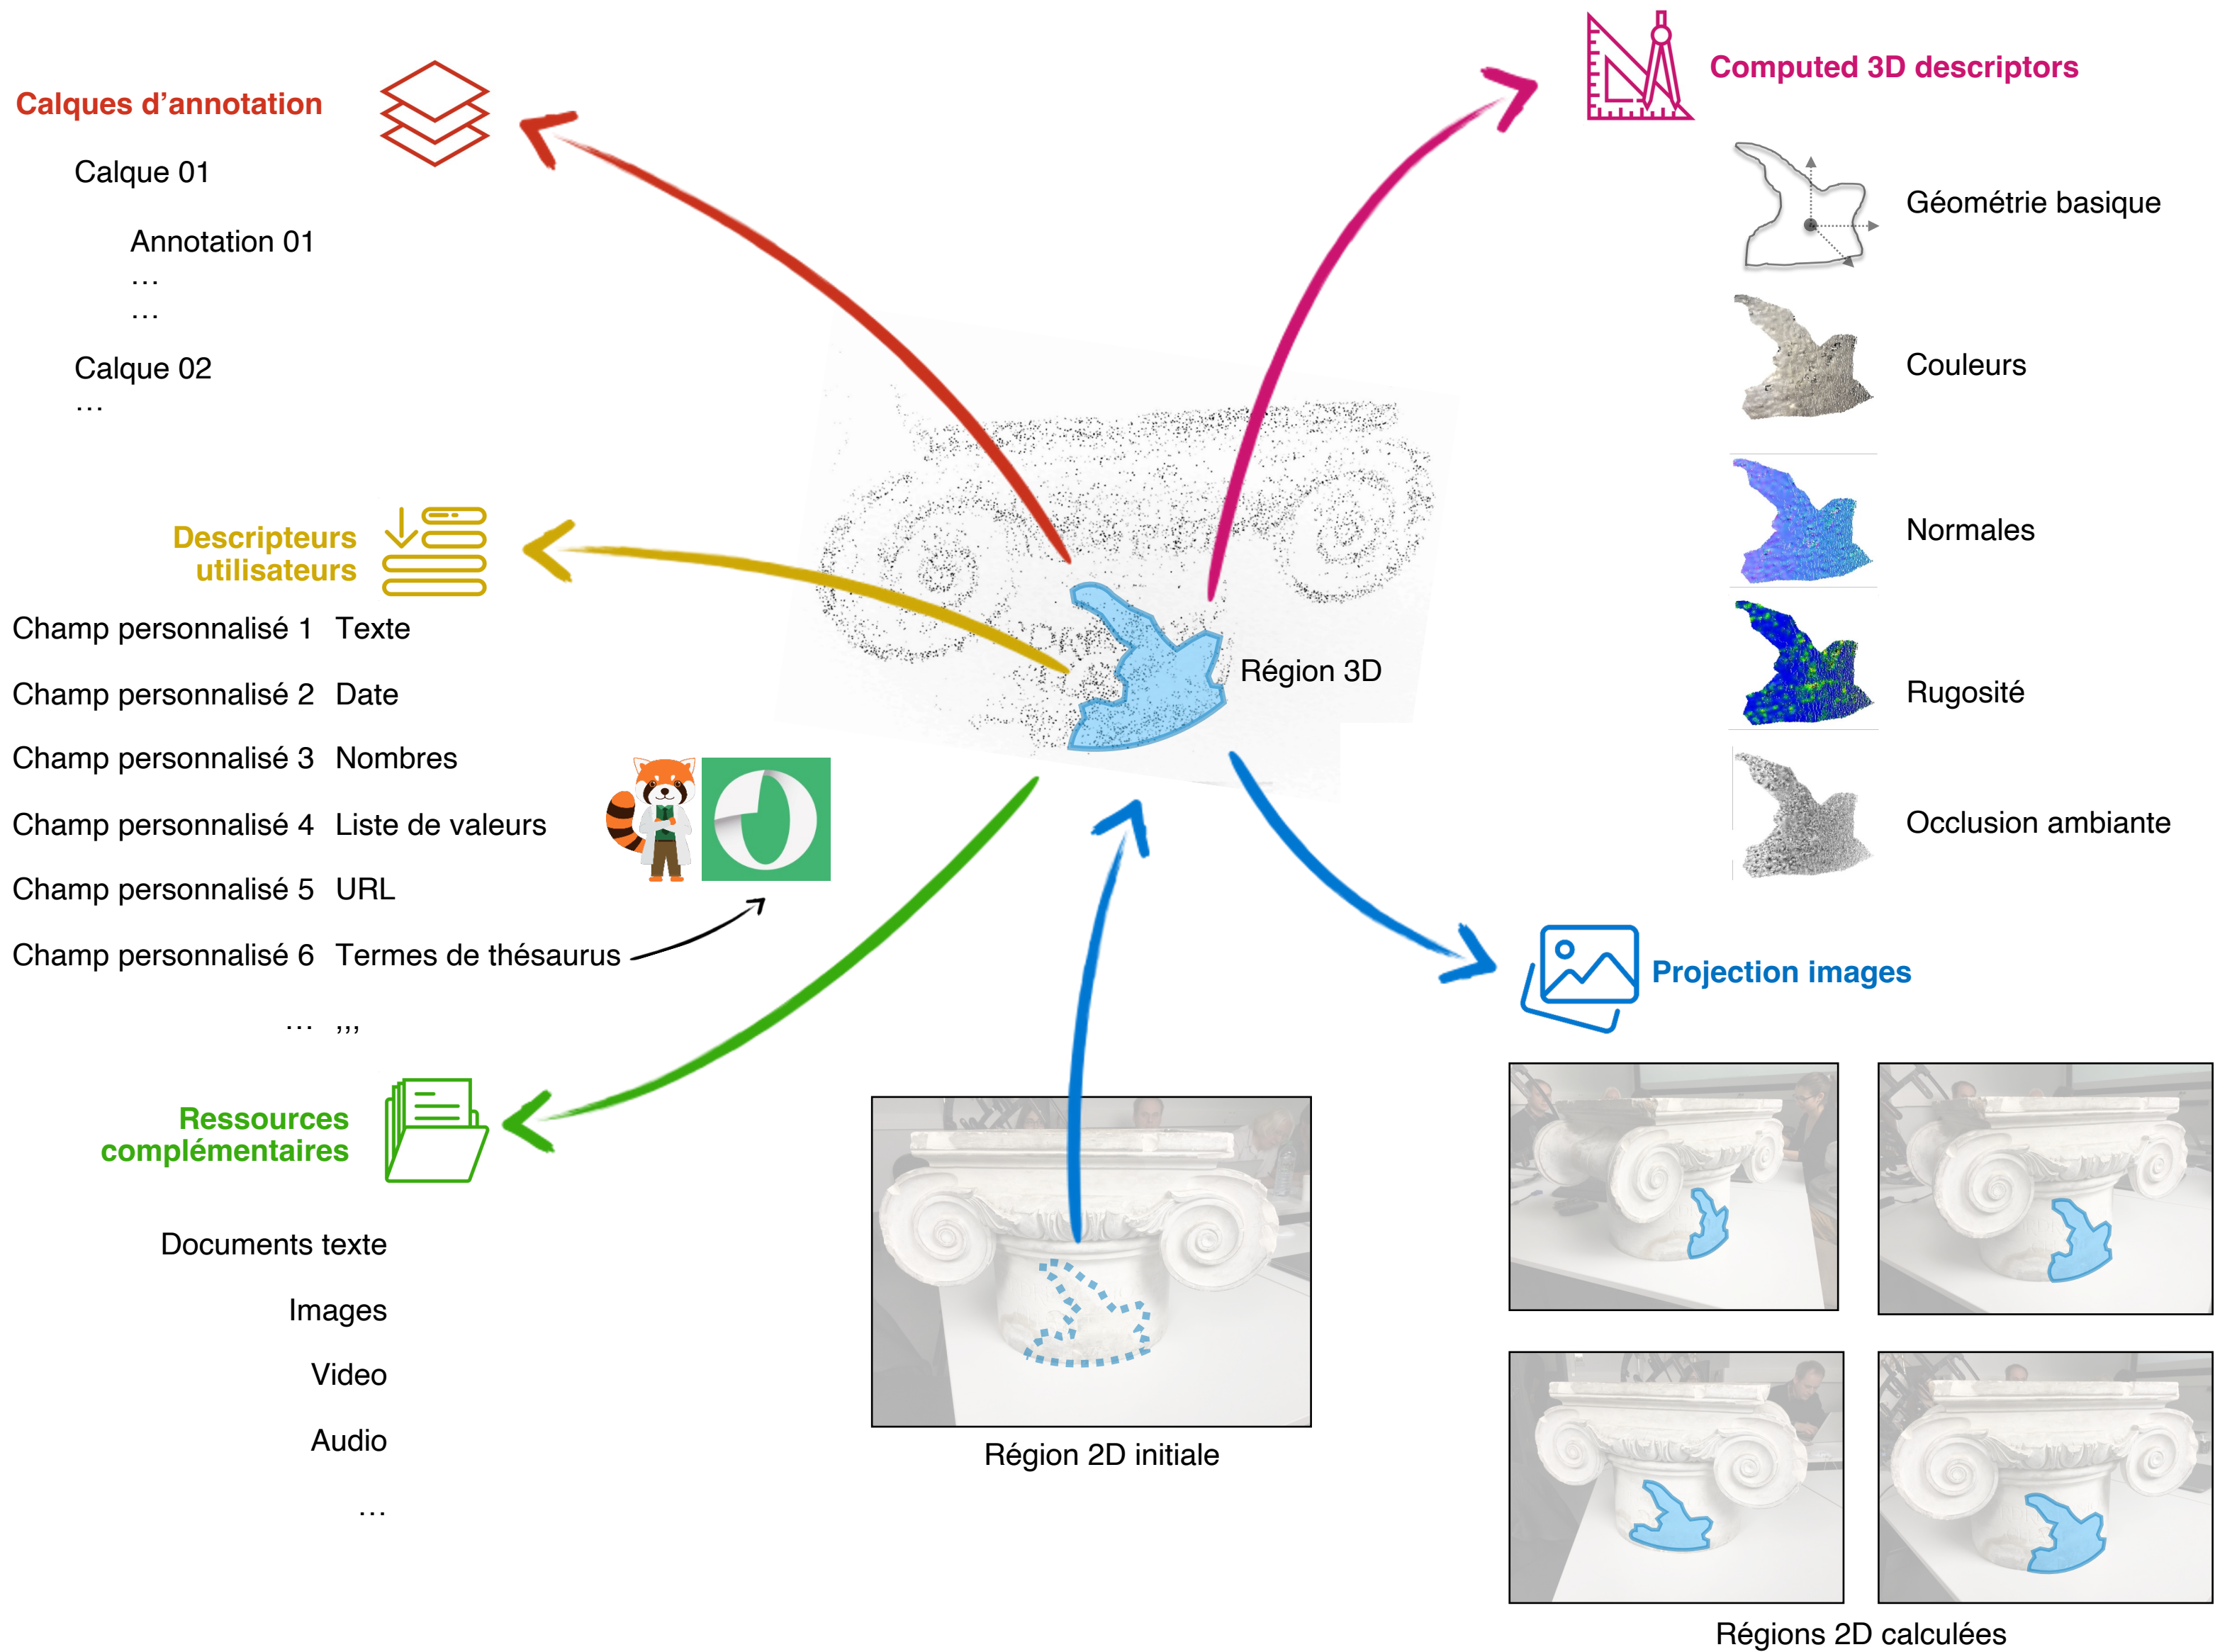 Calques d’annotation
Calque 01
Annotation 01
…
…
Calque 02
…
Descripteurs
utilisateurs
Champ personnalisé 1 Texte
Champ personnalisé 2 Date
Champ personnalisé 3 Nombres
Champ personnalisé 4 Liste de valeurs
Champ personnalisé 5 URL
Champ personnalisé 6 Termes de thésaurus
… ,,,
Ressources
complémentaires
Documents texte
Images
Video
Audio
…
Région 3D
Région 2D initiale
Computed 3D descriptors
Géométrie basique
Couleurs
Normales
Rugosité
Occlusion ambiante
Projection images
Régions 2D calculées